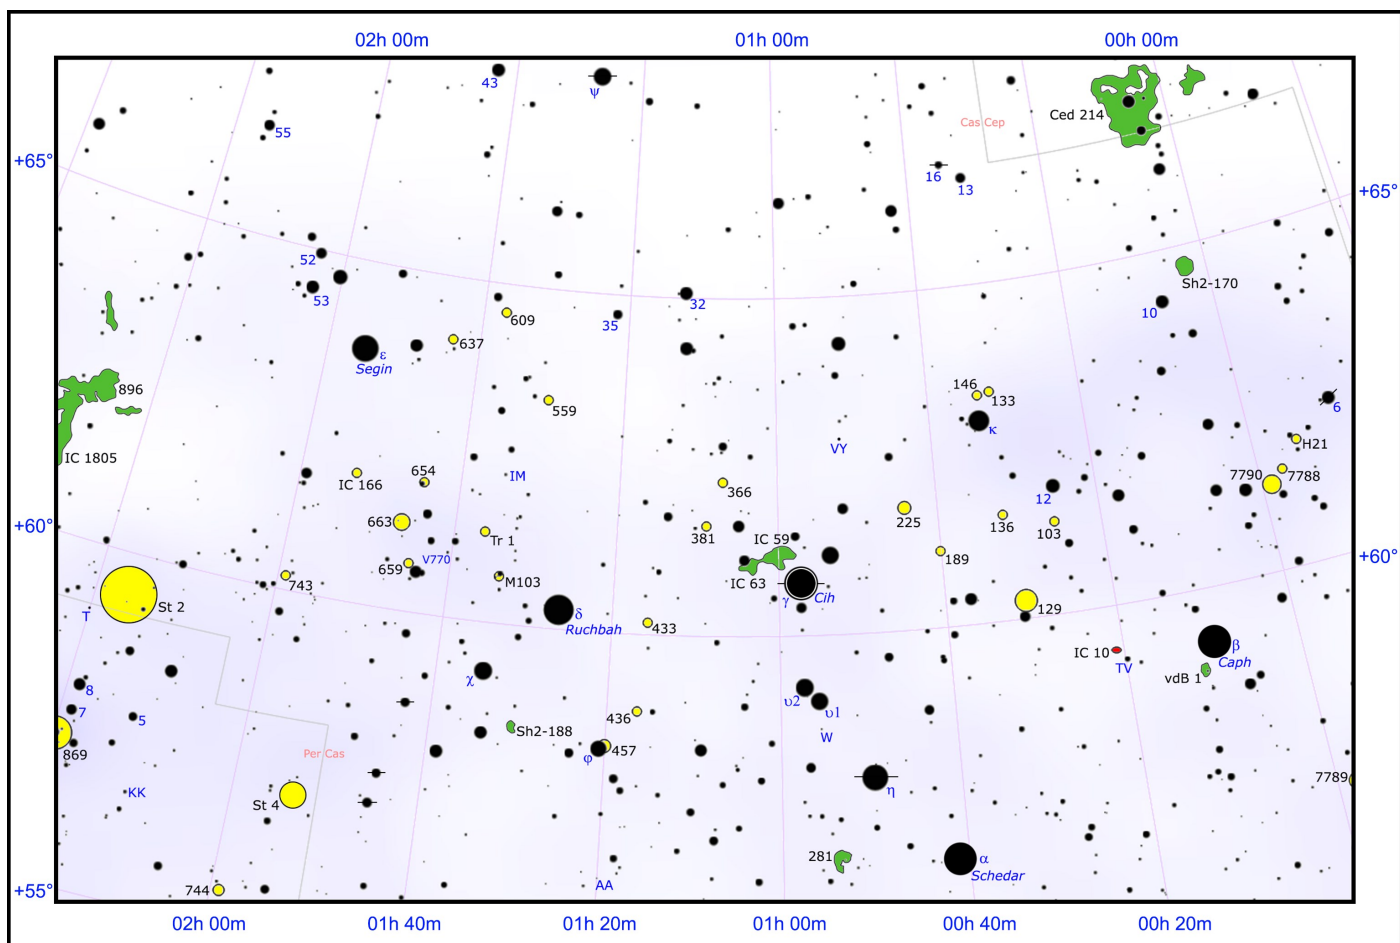 02h 00m
01h 00m
00h 00m
43
ψ
Ced 214
55
Cas Cep
+65°
16
13
+65°
52
53
Sh2-170
32
35
10
609
637
ε
Segin
896
146
133
559
6
κ
IC 1805
VY
H21
654
IM
IC 166
7790
7788
366
12
663
225
+60°
136
Tr 1
381
103
IC 59
V770
189
+60°
659
M103
IC 63
743
γ
Cih
St 2
δ
129
T
Ruchbah
433
β
IC 10
Caph
TV
χ
vdB 1
8
υ2
7
5
436
υ1
Sh2-188
W
869
457
Per Cas
φ
7789
KK
η
St 4
281
α
Schedar
AA
744
+55°
02h 00m
01h 40m
01h 20m
01h 00m
00h 40m
00h 20m